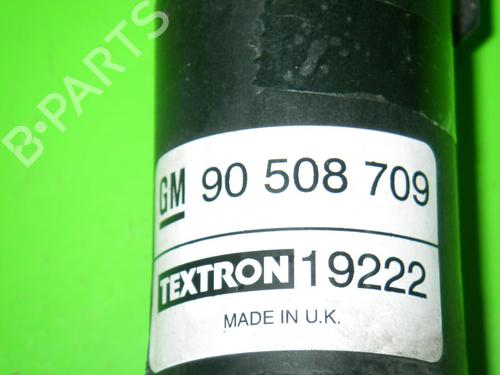 B-PARTS
GM 90 508 709
TEXTRON 19222
MADE IN U.K.